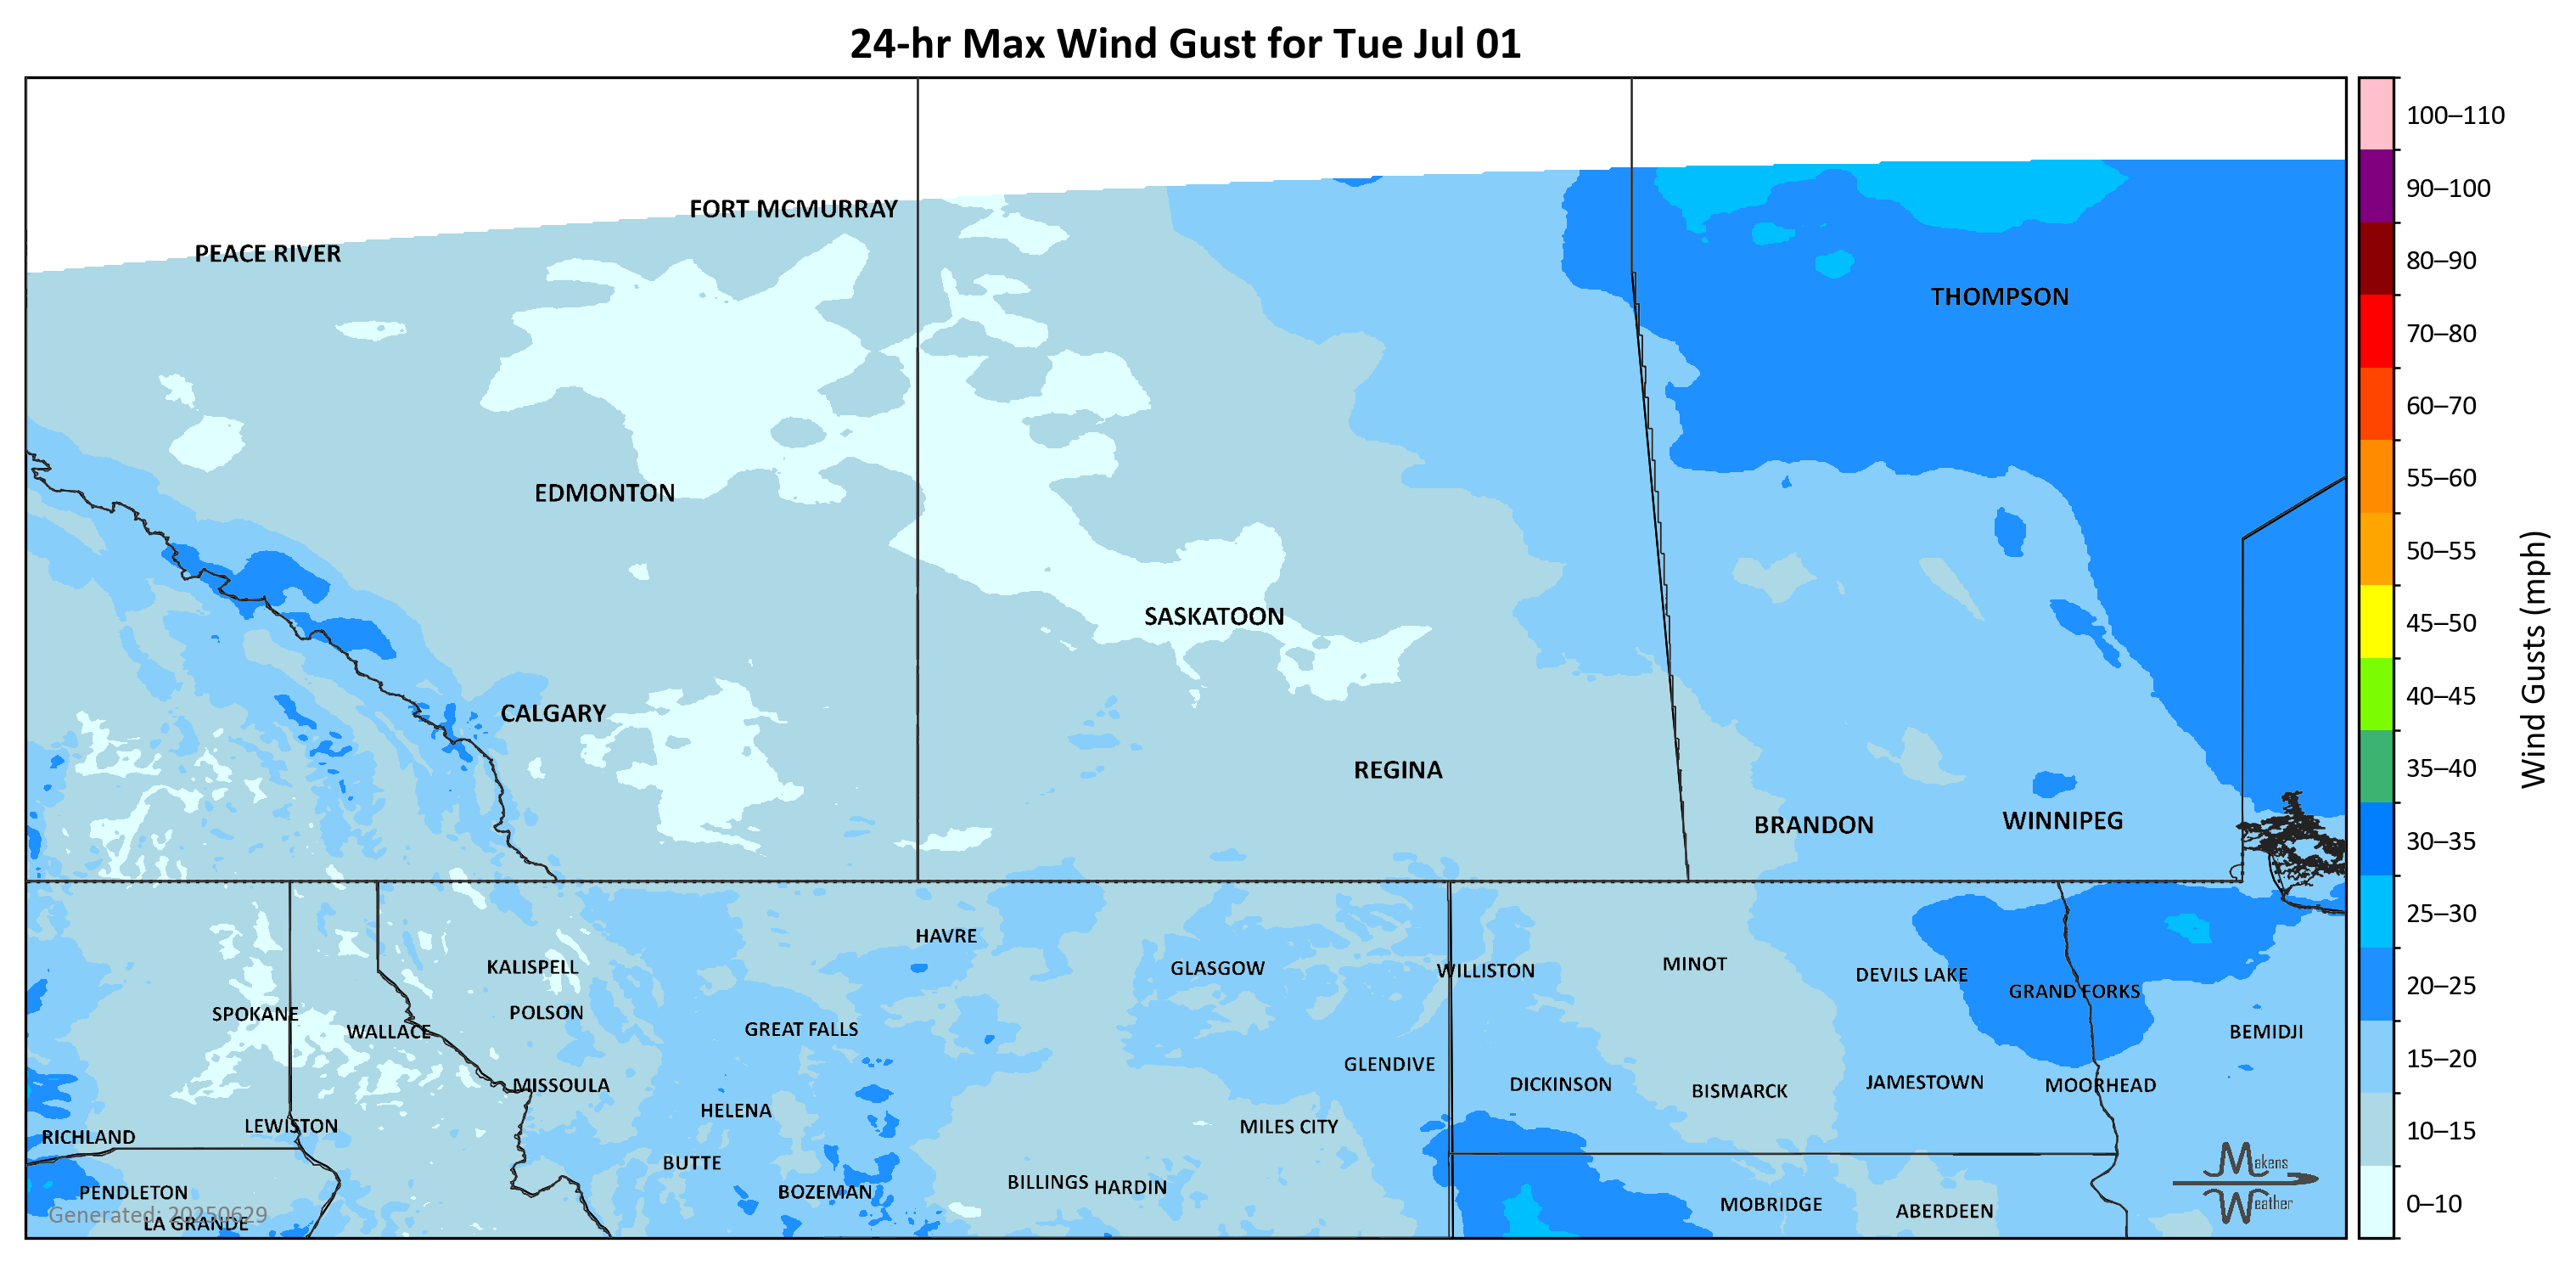 24-hr Max Wind Gust for Tue Jul 01
100–110
90–100
FORT MCMURRAY
PEACE RIVER
80–90
THOMPSON
70–80
60–70
55–60
EDMONTON
50–55
SASKATOON
45–50
Wind Gusts (mph)
40–45
CALGARY
REGINA
35–40
BRANDON
WINNIPEG
30–35
25–30
HAVRE
KALISPELL
GLASGOW
WILLISTON
MINOT
DEVILS LAKE
20–25
GRAND FORKS
SPOKANE
POLSON
WALLACE
GREAT FALLS
BEMIDJI
15–20
GLENDIVE
MISSOULA
DICKINSON
BISMARCK
JAMESTOWN
MOORHEAD
HELENA
LEWISTON
MILES CITY
RICHLAND
10–15
BUTTE
Makens
Weather
PENDLETON
BOZEMAN
BILLINGS
HARDIN
MOBRIDGE
ABERDEEN
0–10
Generated: 20250629
LA GRANDE